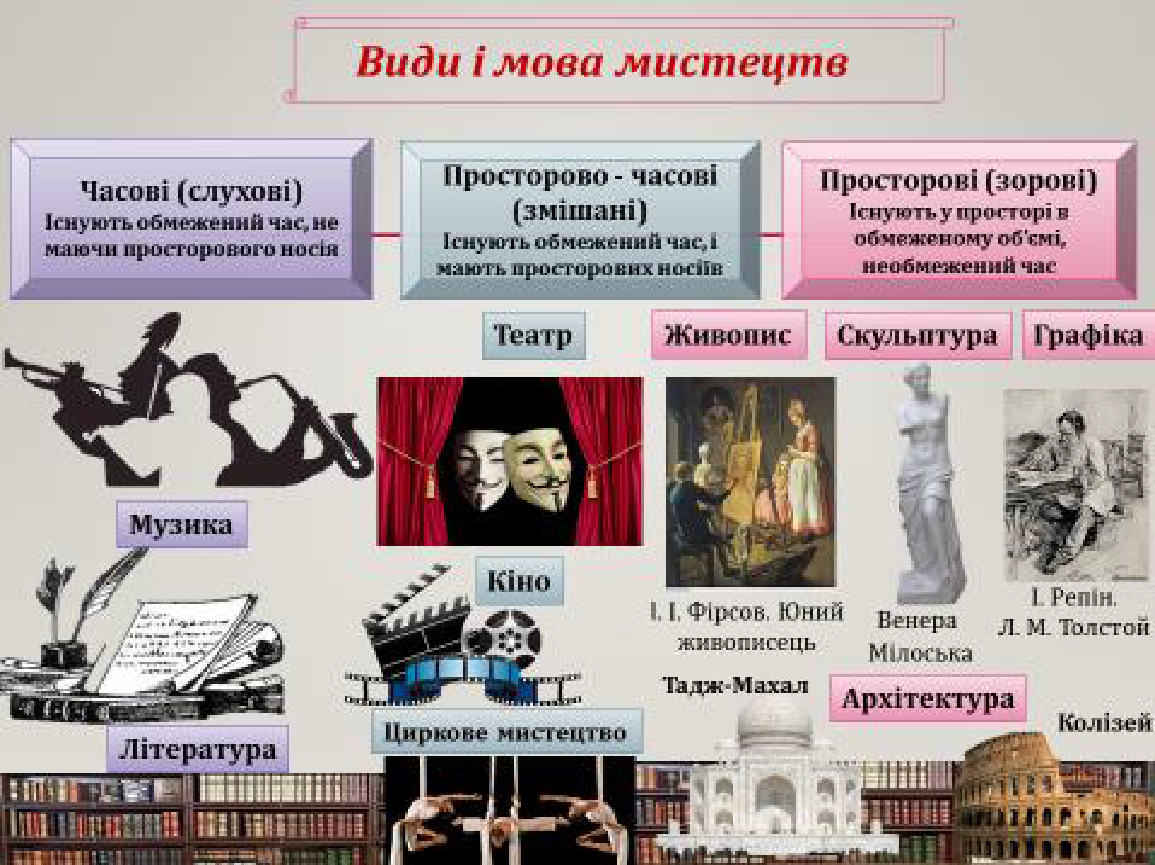 Види і мова мистецтв
Часові (слухові)
Існують обмежений час, не
маючи просторового носія
Просторово - часові
(змішані)
Існують обмежений час, і
мають просторових носіїв
Просторові (зорові)
Існують у просторі в
обмеженому об'ємі,
необмежений час
Театр
Живопис
Скульптура
Графіка
Музика
Кіно
І. І. Фірсов. Юний
живописець
Венера
Мілоська
І. Репін.
Л. М. Толстой
Тадж-Махал
Архітектура
Колізей
Література
Циркове мистецтво